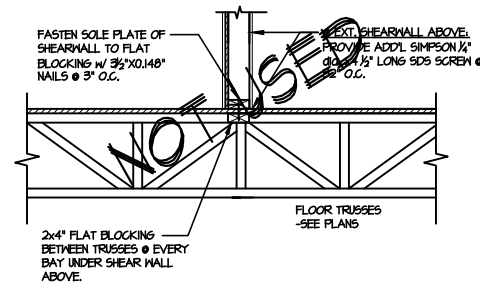 FASTEN SOLE PLATE OF
SHEARWALL TO FLAT
BLOCKING W/ 3½"X0.148"
NAILS @ 3" O.C.
EXT. SHEARWALL ABOVE:
PROVIDE ADD'L SIMPSON ¼"
½" LONG SDS SCREW @
O.C.
NOT USED
2x4" FLAT BLOCKING
BETWEEN TRUSSES @ EVERY
BAY UNDER SHEAR WALL
ABOVE.
FLOOR TRUSSES
-SEE PLANS